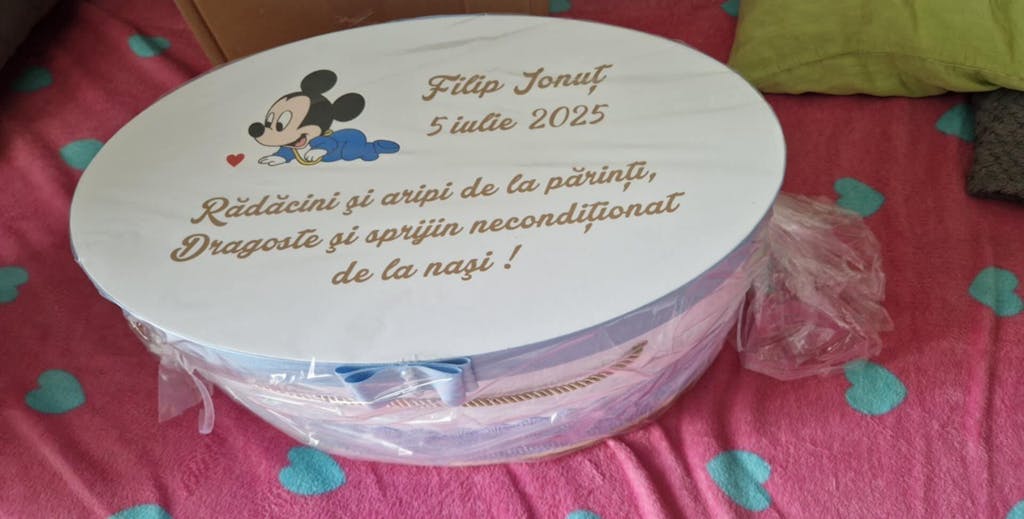 Filip Ionuț
5 iulie 2025
Rădăcini și aripi de la părinți,
Dragoste și sprijin necondiționat
de la nași !